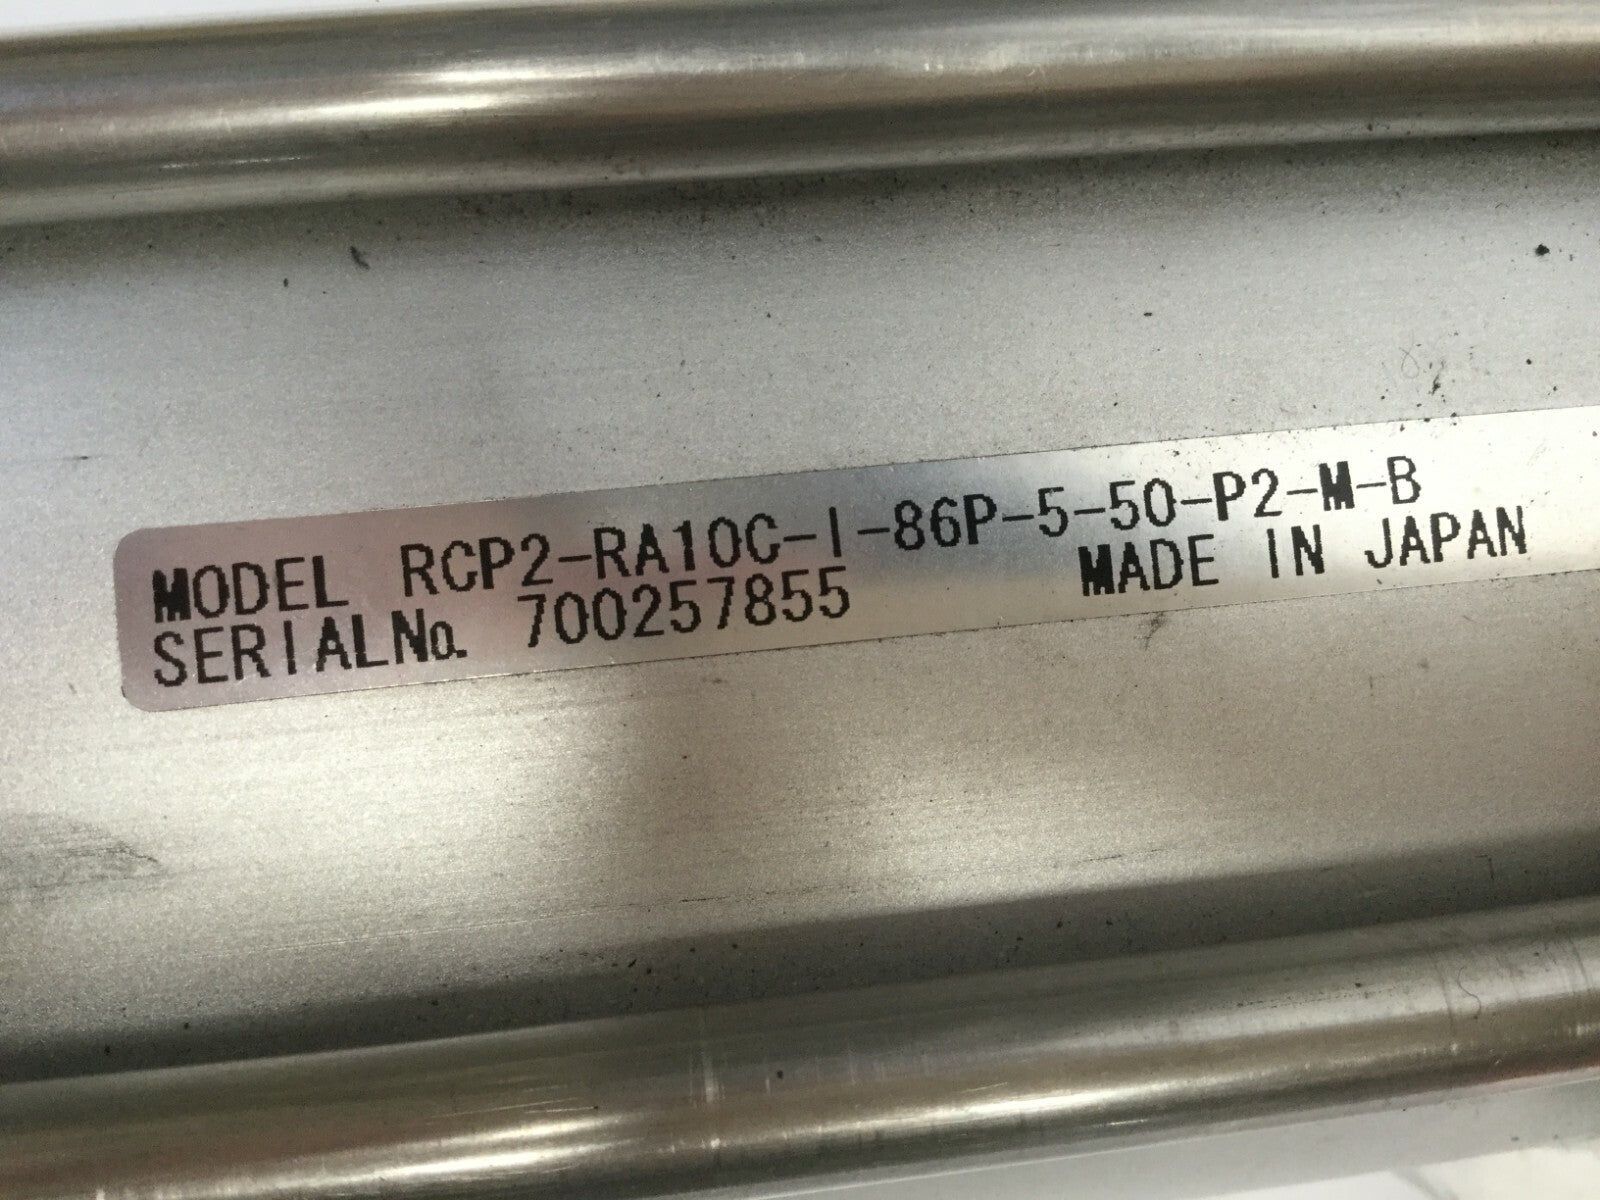 MODEL RCP2-RA10C-I-86P-5-50-P2-M-B
SERIALNo. 700257855 MADE IN JAPAN